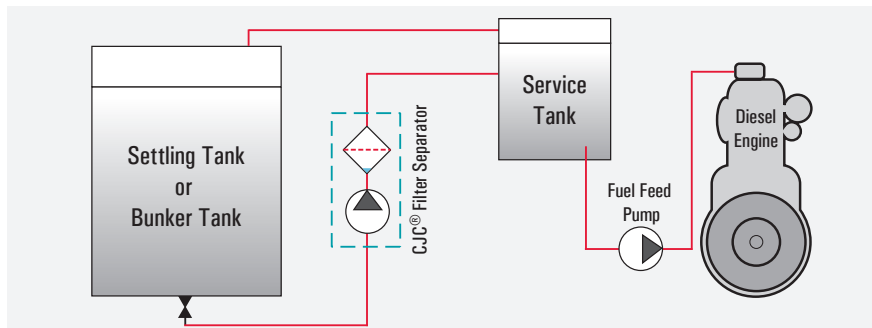 Settling Tank
or
Bunker Tank
CJC® Filter Separator
Service
Tank
Fuel Feed
Pump
Diesel
Engine